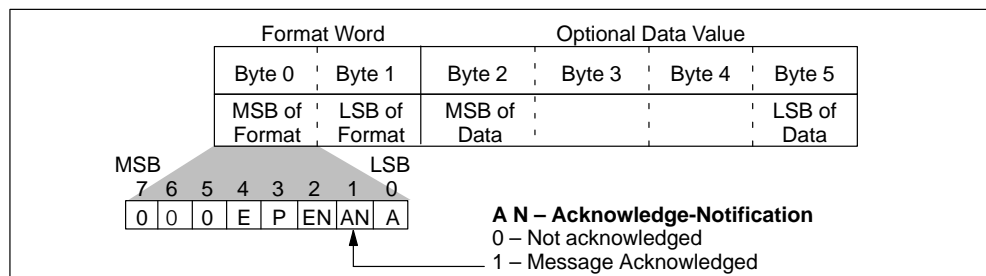 Format Word Optional Data Value
Byte 0 Byte 1 Byte 2 Byte 3 Byte 4 Byte 5
MSB of Format LSB of Format MSB of Data LSB of Data
MSB LSB
7 6 5 4 3 2 1 0
0 0 0 E P EN AN A
A N – Acknowledge-Notification
0 – Not acknowledged
1 – Message Acknowledged